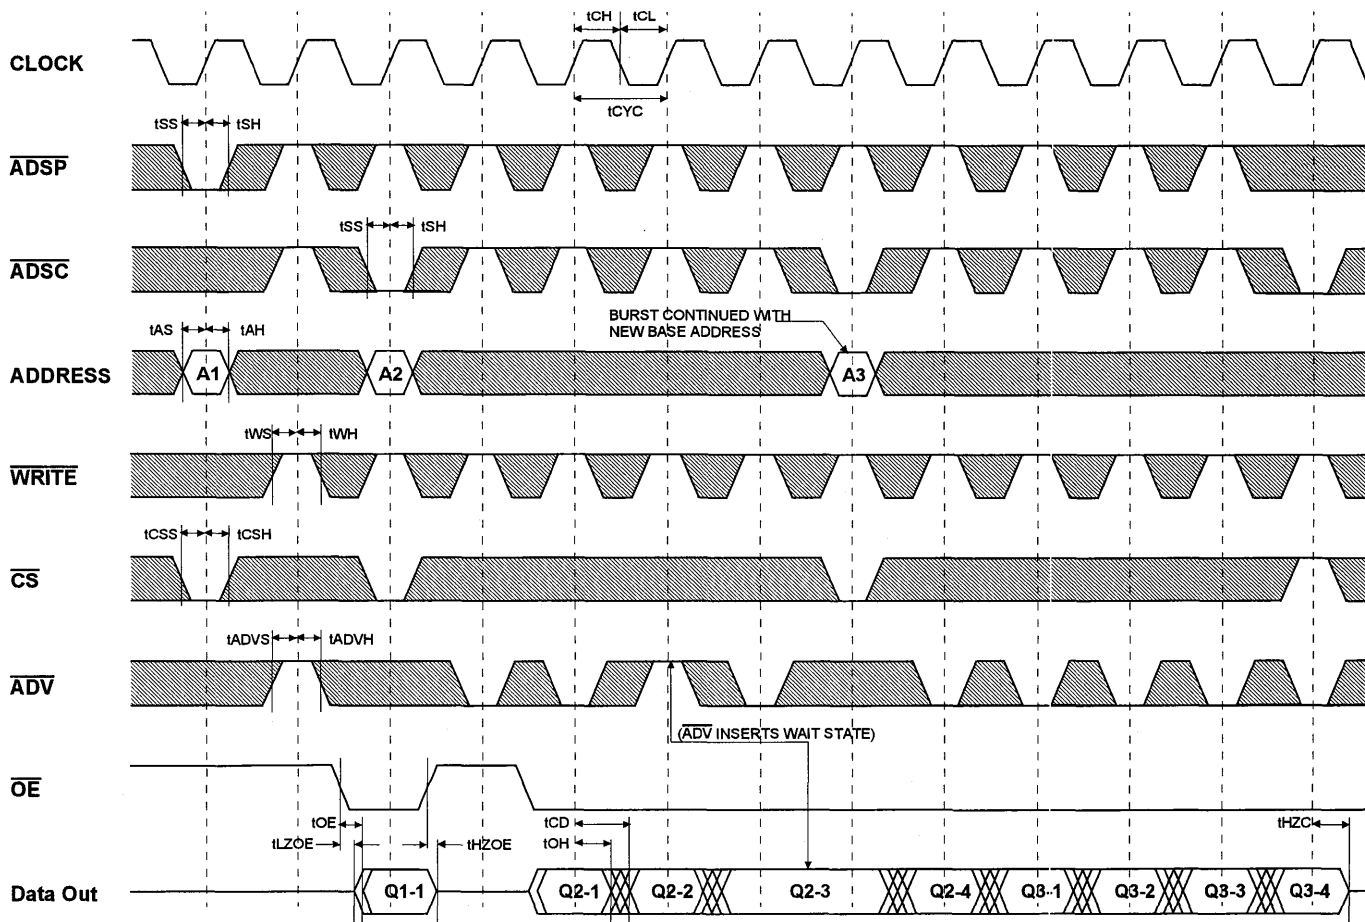 tCH tCL
CLOCK
tCYC
tSS tSH
ADSP
tSS tSH
ADSC
BURST CONTINUED WITH
NEW BASE ADDRESS
tAS tAH
ADDRESS A1 A2 A3
tWS tWH
WRITE
tCSS tCSH
CS
tADVS tADVH
ADV
(ADV INSERTS WAIT STATE)
OE
tOE tCD tHZC
tLZOE tHZOE tOH
Data Out Q1-1 Q2-1 Q2-2 Q2-3 Q2-4 Q3-1 Q3-2 Q3-3 Q3-4